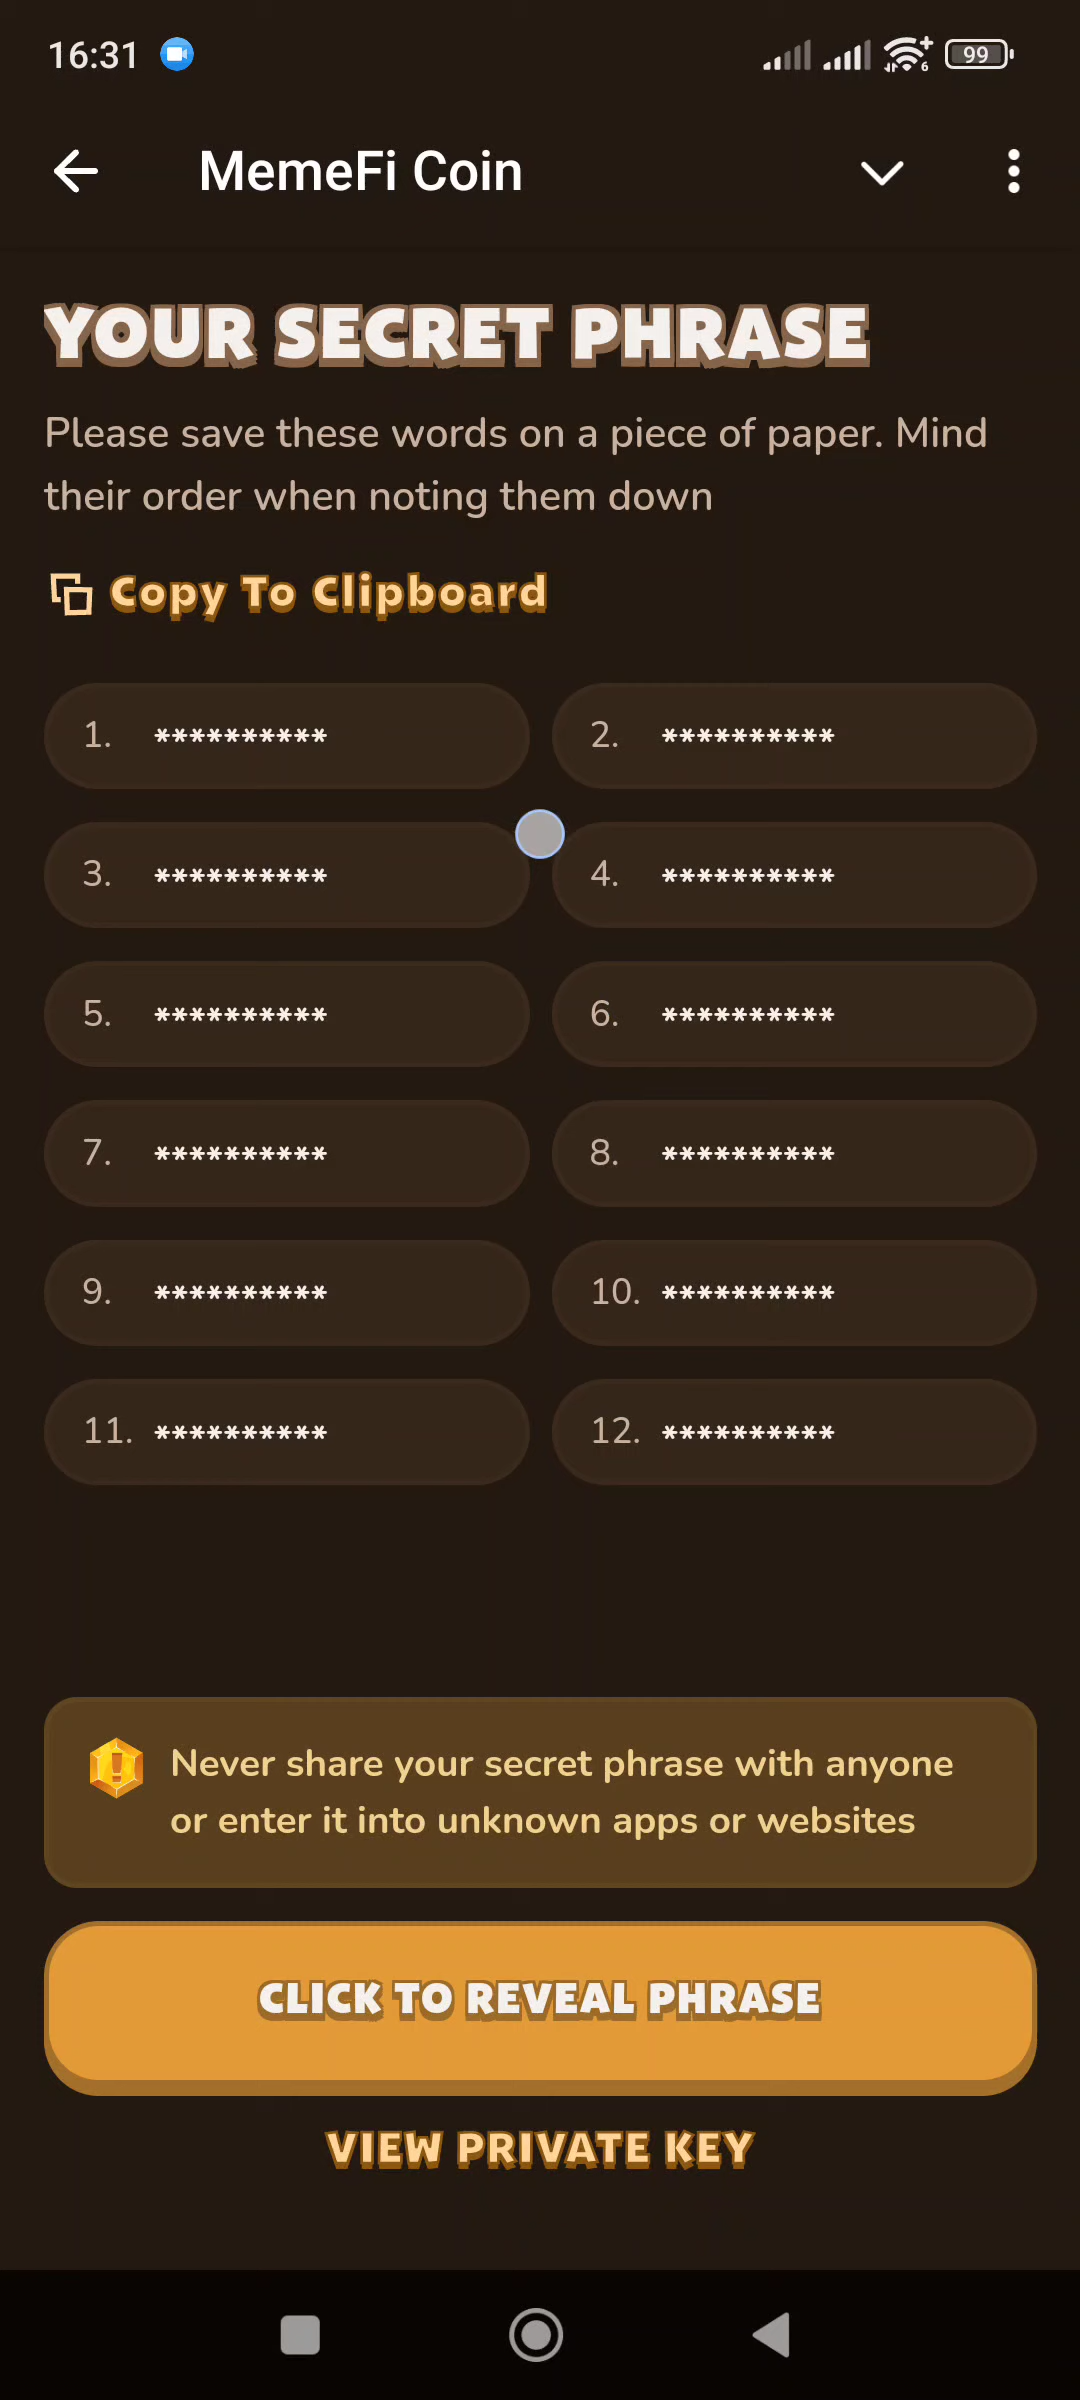 16:31
6
99
MemeFi Coin
YOUR SECRET PHRASE
Please save these words on a piece of paper. Mind
their order when noting them down
Copy To Clipboard
1. **********
2. **********
3. **********
4. **********
5. **********
6. **********
7. **********
8. **********
9. **********
10. **********
11. **********
12. **********
Never share your secret phrase with anyone
or enter it into unknown apps or websites
CLICK TO REVEAL PHRASE
VIEW PRIVATE KEY